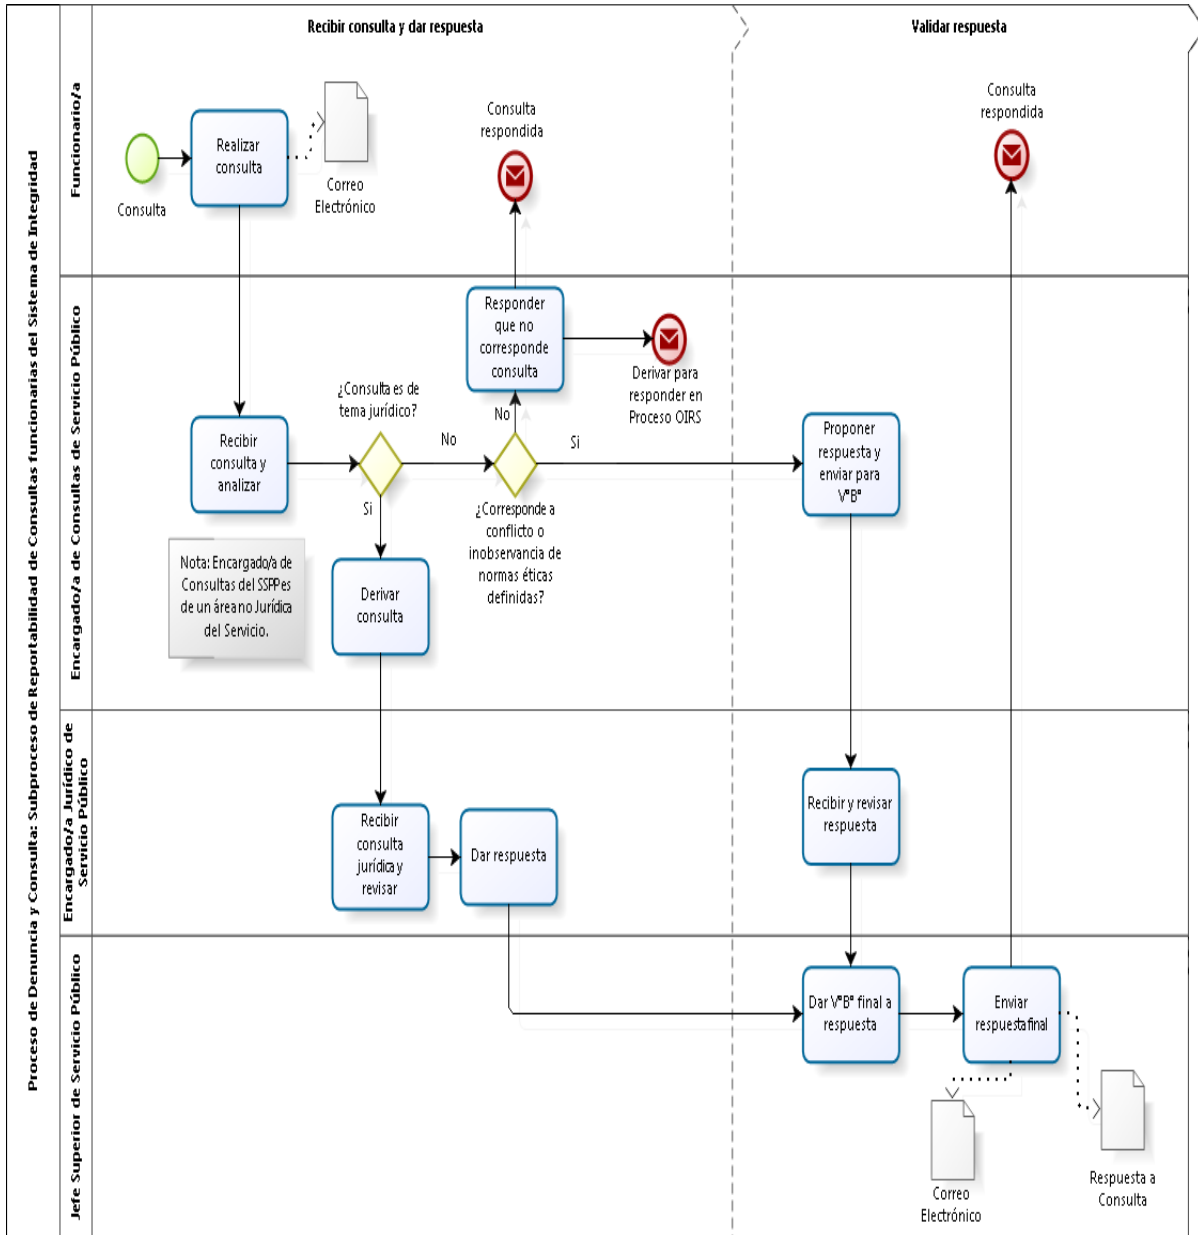 Proceso de Denuncia y Consulta: Subproceso de Reportabilidad de Consultas funcionarias del Sistema de Integridad
Recibir consulta y dar respuesta
Validar respuesta
Funcionario/a
Consulta
Realizar
consulta
Correo
Electrónico
Consulta
respondida
Consulta
respondida
Encargado/a de Consultas de Servicio Público
Responder
que no
corresponde
consulta
Derivar para
responder en
Proceso OIRS
¿Consulta es de
tema jurídico?
Recibir
consulta y
analizar
No
No
Si
Si
¿Corresponde a
conflicto o
inobservancia de
normas éticas
definidas?
Proponer
respuesta y
enviar para
V°B°
Nota: Encargado/a de
Consultas del SSPP es
de un área no Jurídica
del Servicio.
Derivar
consulta
Encargado/a Jurídico de
Servicio Público
Recibir
consulta
jurídica y
revisar
Dar respuesta
Recibir y revisar
respuesta
Jefe Superior de Servicio Público
Dar V°B° final a
respuesta
Enviar
respuesta final
Correo
Electrónico
Respuesta a
Consulta